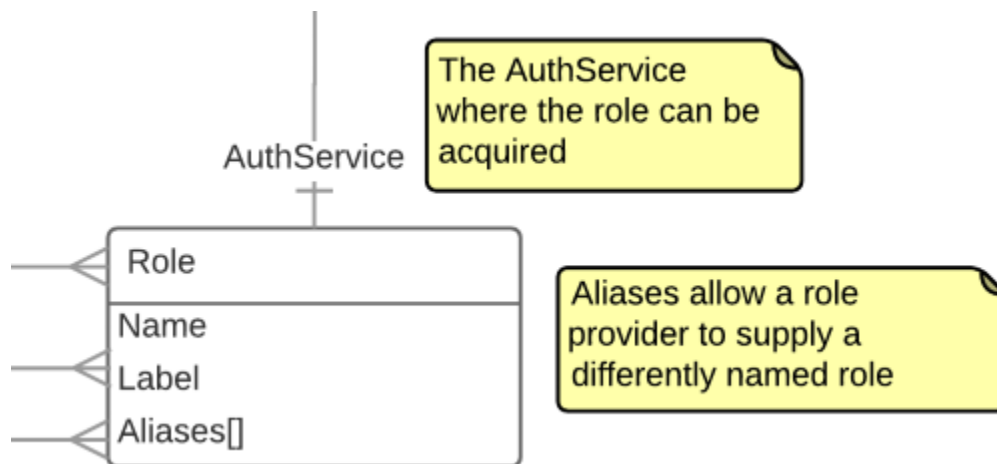 The AuthService
where the role can be
acquired
AuthService
Role
Name
Label
Aliases[]
Aliases allow a role
provider to supply a
differently named role